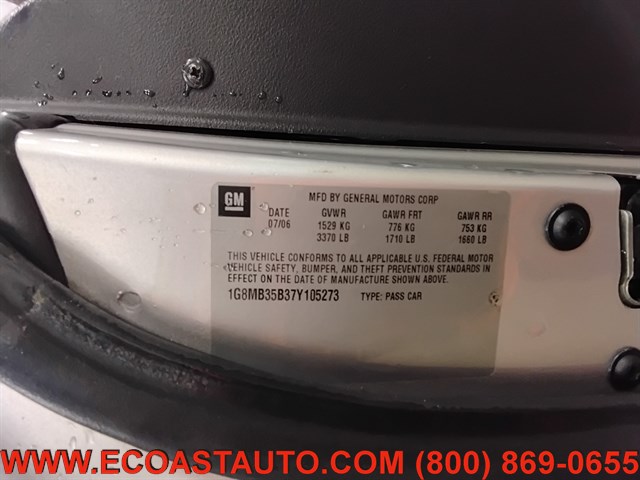 GM
MFD BY GENERAL MOTORS CORP
DATE GVWR GAWR FRT GAWR RR
07/06 1529 KG 776 KG 753 KG
3370 LB 1710 LB 1660 LB
THIS VEHICLE CONFORMS TO ALL APPLICABLE U.S. FEDERAL MOTOR
VEHICLE SAFETY, BUMPER, AND THEFT PREVENTION STANDARDS IN
EFFECT ON THE DATE OF MANUFACTURE SHOWN ABOVE.
1G8MB35B37Y105273 TYPE: PASS CAR
WWW.ECOASTAUTO.COM (800) 869-0655